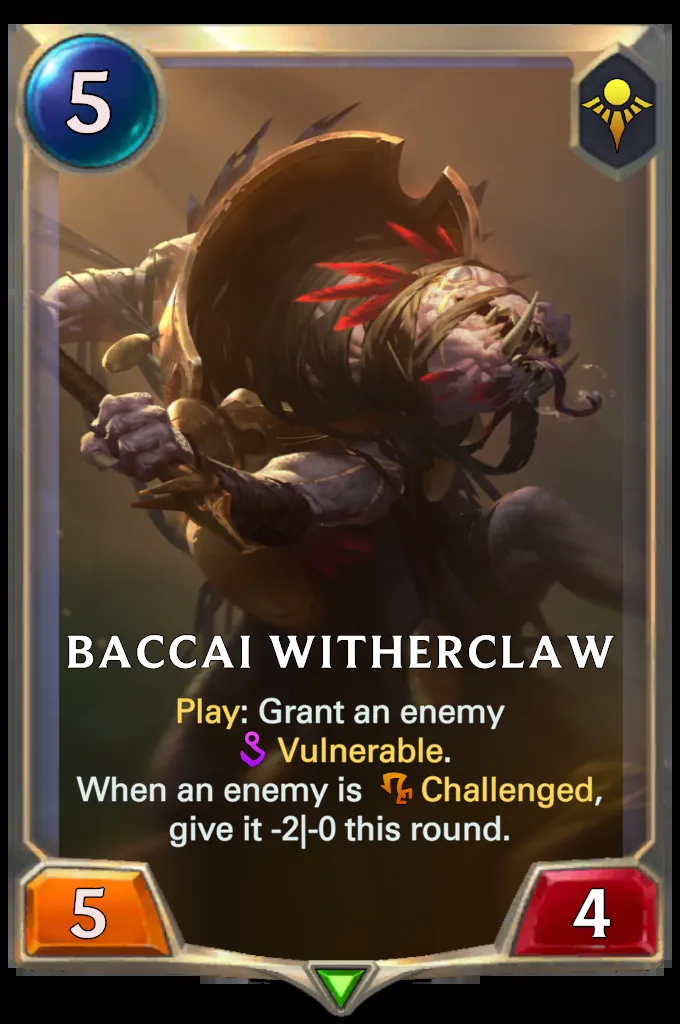 5
BACCAI WITHERCLAW
Play: Grant an enemy
Vulnerable.
When an enemy is Challenged,
give it -2|-0 this round.
5 4